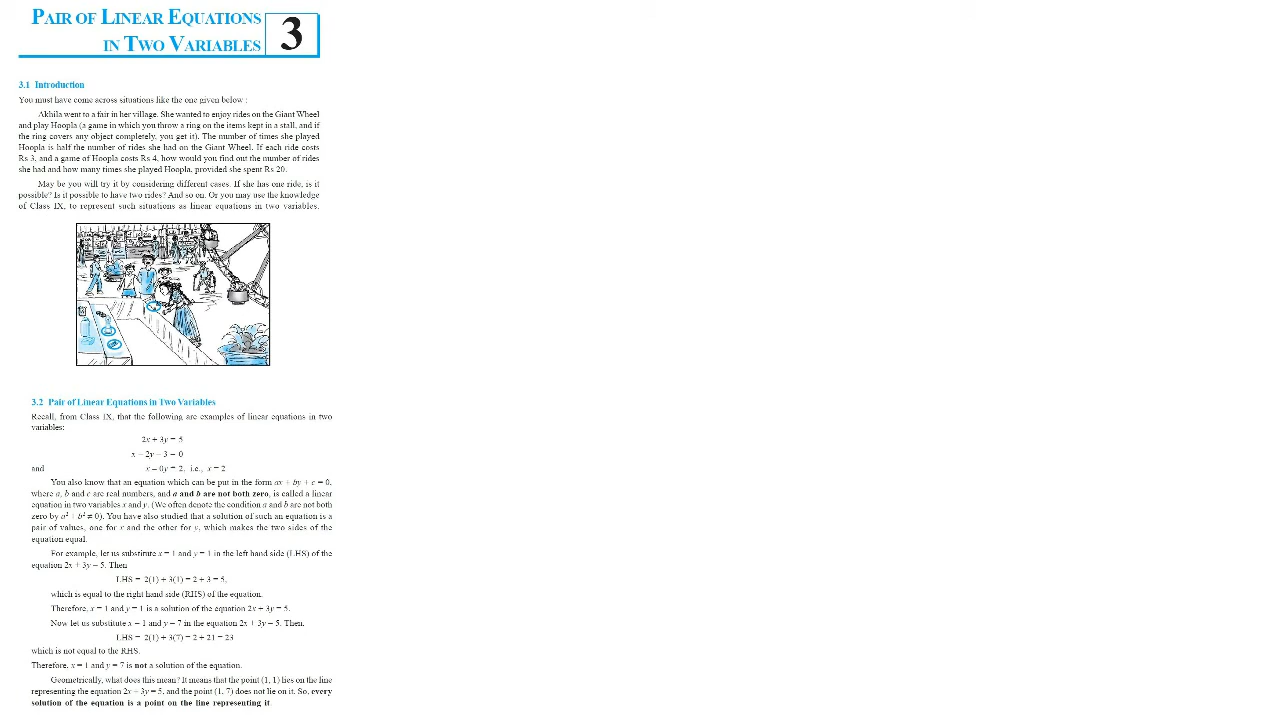 PAIR OF LINEAR EQUATIONS
IN TWO VARIABLES
3
3.1 Introduction
You must have come across situations like the one given below :
Akhila went to a fair in her village. She wanted to enjoy rides on the Giant Wheel
and play Hoopla (a game in which you throw a ring on the items kept in a stall, and if
the ring covers any object completely, you get it). The number of times she played
Hoopla is half the number of rides she had on the Giant Wheel. If each ride costs
Rs 3, and a game of Hoopla costs Rs 4, how would you find out the number of rides
she had and how many times she played Hoopla, provided she spent Rs 20.
May be you will try it by considering different cases. If she has one ride, is it
possible? Is it possible to have two rides? And so on. Or you may use the knowledge
of Class IX, to represent such situations as linear equations in two variables.
3.2 Pair of Linear Equations in Two Variables
Recall, from Class IX, that the following are examples of linear equations in two
variables:
2x + 3y = 5
x – 2y – 3 = 0
and x – 0y = 2, i.e., x = 2
You also know that an equation which can be put in the form ax + by + c = 0,
where a, b and c are real numbers, and a and b are not both zero, is called a linear
equation in two variables x and y. (We often denote the condition a and b are not both
zero by a² + b² ≠ 0). You have also studied that a solution of such an equation is a
pair of values, one for x and the other for y, which makes the two sides of the
equation equal.
For example, let us substitute x = 1 and y = 1 in the left hand side (LHS) of the
equation 2x + 3y = 5. Then
LHS = 2(1) + 3(1) = 2 + 3 = 5,
which is equal to the right hand side (RHS) of the equation.
Therefore, x = 1 and y = 1 is a solution of the equation 2x + 3y = 5.
Now let us substitute x = 1 and y = 7 in the equation 2x + 3y = 5. Then,
LHS = 2(1) + 3(7) = 2 + 21 = 23
which is not equal to the RHS.
Therefore, x = 1 and y = 7 is not a solution of the equation.
Geometrically, what does this mean? It means that the point (1, 1) lies on the line
representing the equation 2x + 3y = 5, and the point (1, 7) does not lie on it. So, every
solution of the equation is a point on the line representing it.